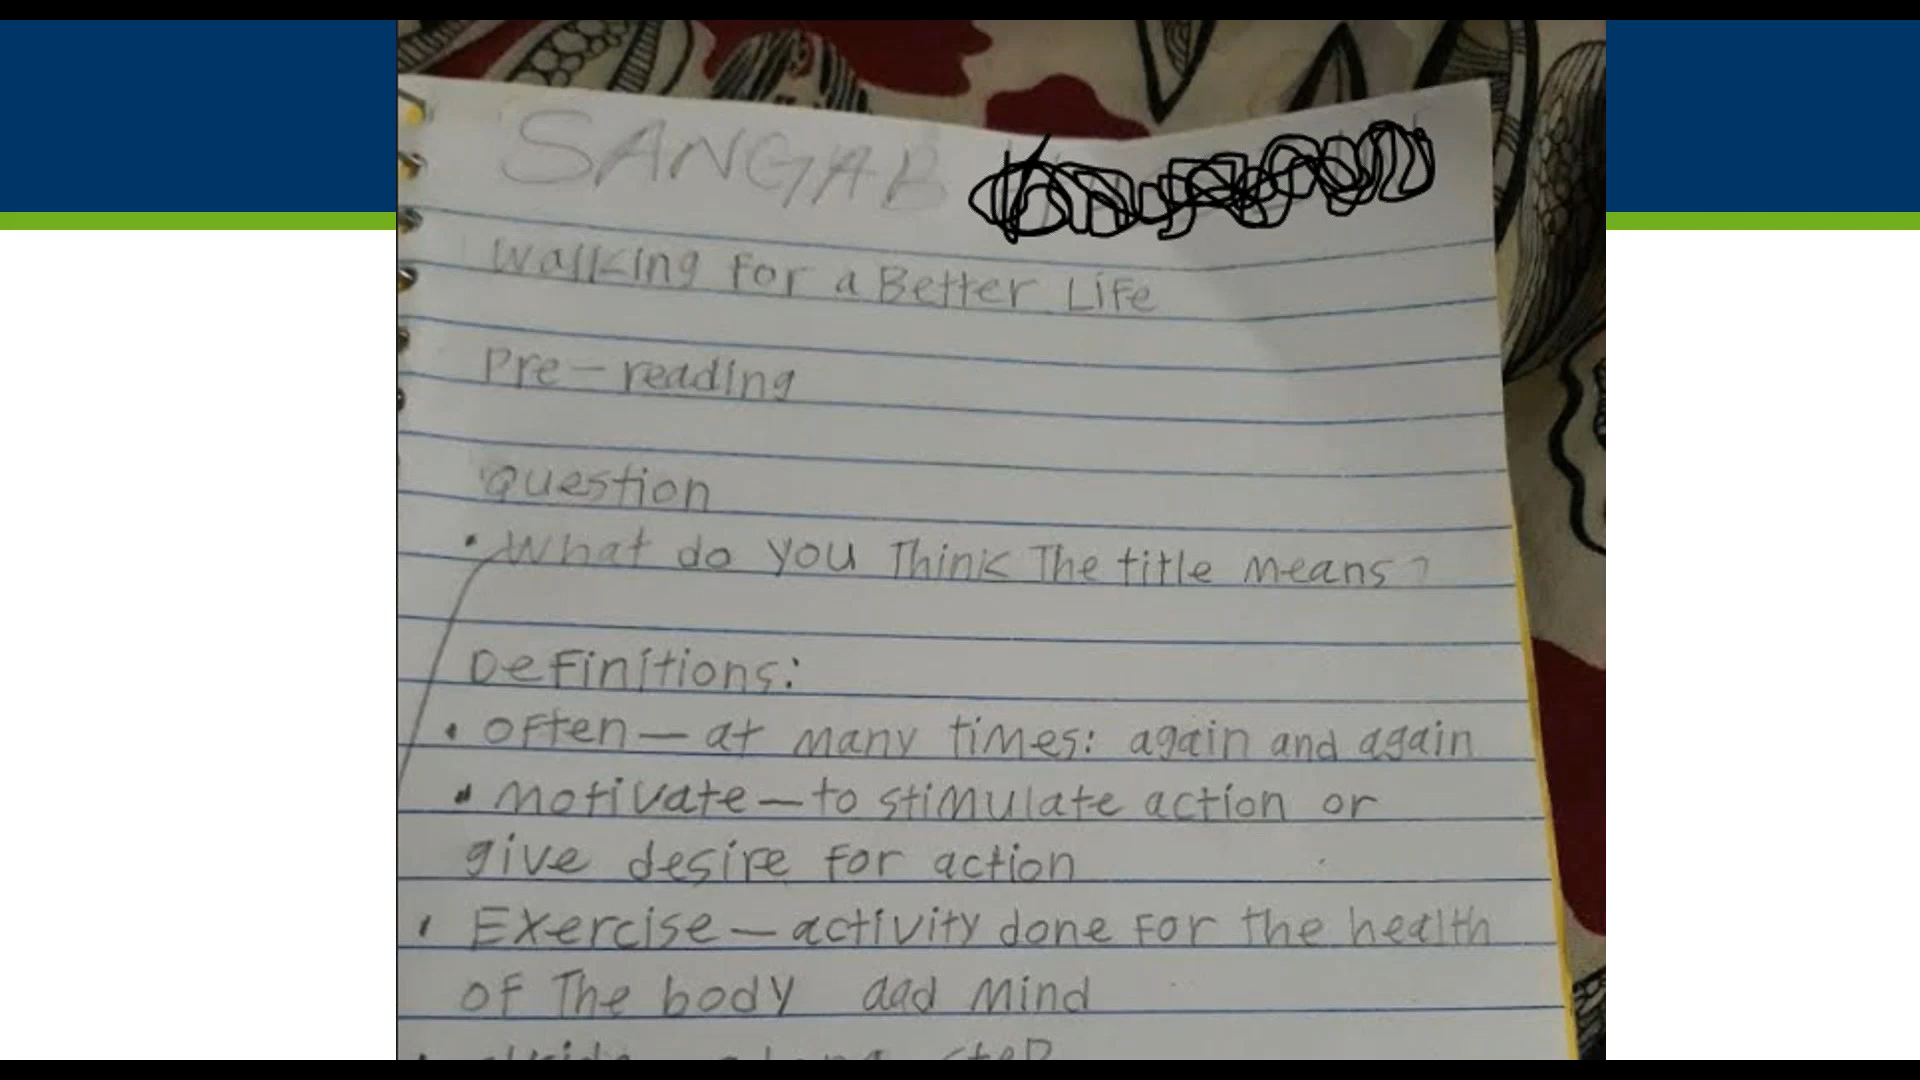 SANGAB
Walking For a Better Life
Pre-reading
Question
• What do you Think The title Means?
Definitions:
• OFten — at many times: again and again
• Motivate — to stimulate action or
give desire for action
• Exercise — activity done For the health
oF The body aad Mind